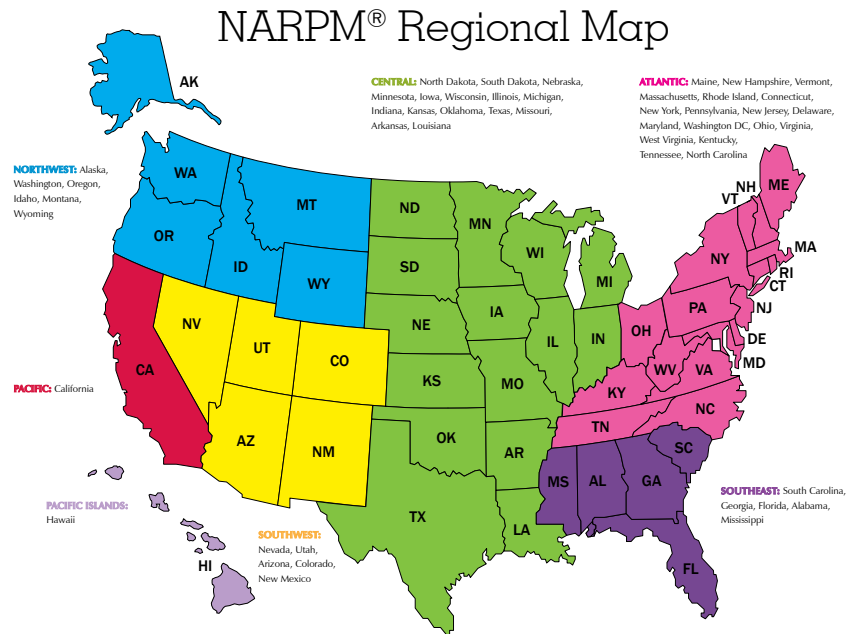 NARPM® Regional Map
CENTRAL: North Dakota, South Dakota, Nebraska,
Minnesota, Iowa, Wisconsin, Illinois, Michigan,
Indiana, Kansas, Oklahoma, Texas, Missouri,
Arkansas, Louisiana
ATLANTIC: Maine, New Hampshire, Vermont,
Massachusetts, Rhode Island, Connecticut,
New York, Pennsylvania, New Jersey, Delaware,
Maryland, Washington DC, Ohio, Virginia,
West Virginia, Kentucky,
Tennessee, North Carolina
NORTHWEST: Alaska,
Washington, Oregon,
Idaho, Montana,
Wyoming
PACIFIC: California
PACIFIC ISLANDS:
Hawaii
SOUTHWEST:
Nevada, Utah,
Arizona, Colorado,
New Mexico
SOUTHEAST: South Carolina,
Georgia, Florida, Alabama,
Mississippi
AK
WA
OR
ID
MT
WY
CA
NV
UT
CO
AZ
NM
HI
ND
SD
NE
KS
OK
TX
MN
IA
MO
AR
LA
WI
IL
MI
IN
OH
KY
TN
WV
VA
NC
PA
NY
VT
NH
ME
MA
RI
CT
NJ
DE
MD
MS
AL
GA
SC
FL